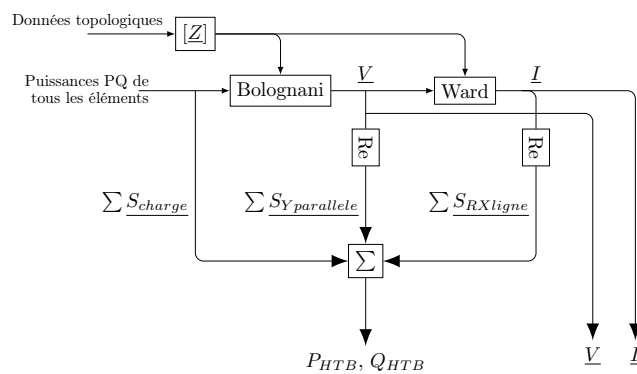 Données topologiques
[Z]
Puissances PQ de
tous les éléments
Bolognani
V
Ward
I
Re
Re
∑ S_charge
∑ S_Yparallele
∑ S_RXligne
∑
P_HTB, Q_HTB
V
I